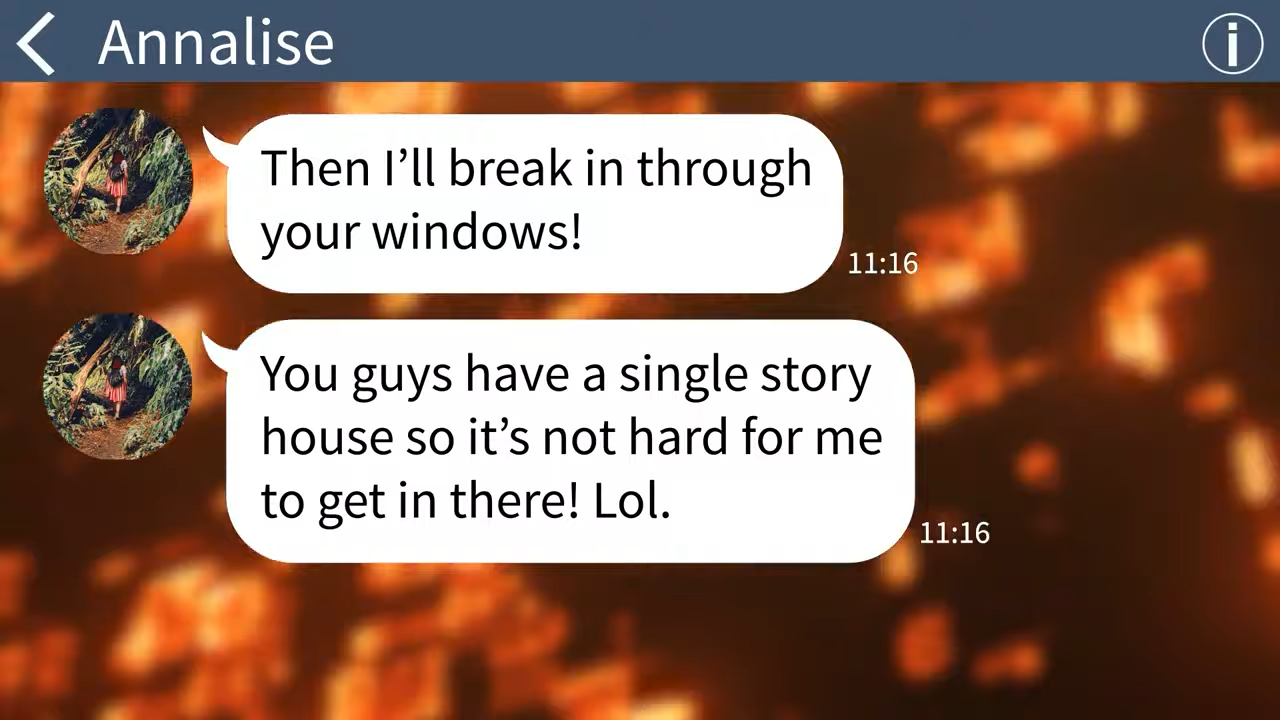 Annalise
Then I’ll break in through
your windows!
11:16
You guys have a single story
house so it’s not hard for me
to get in there! Lol.
11:16